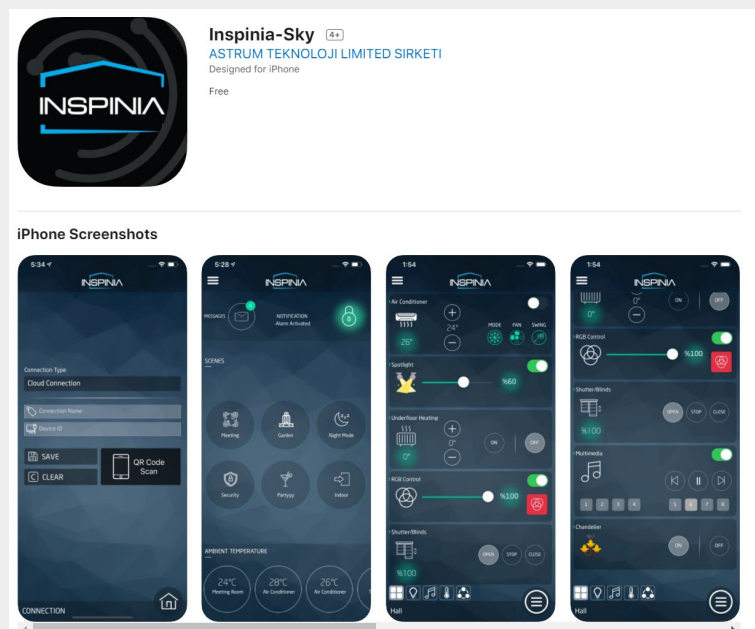 INSPINIA
Inspinia-Sky 4+
ASTRUM TEKNOLOJI LIMITED SIRKETI
Designed for iPhone
Free
iPhone Screenshots
5:34
INSPINIA
Connection Type
Cloud Connection
Connection Name
Device ID
SAVE
C CLEAR
QR Code
Scan
CONNECTION
5:28
INSPINIA
MESSAGES
NOTIFICATION
-Alarm Activated
SCENES
Meeting
Garden
Night Mode
Security
Partyyy
Indoor
AMBIENT TEMPERATURE
24°C
Meeting Room
28°C
Air Conditioner
26°C
Air Conditioner
1:54
INSPINIA
Air Conditioner
24°
26°
MODE FAN SWING
Spotlight
%60
Underfloor Heating
0°
0°
ON OFF
RGB Control
%100
Shutter/Blinds
OPEN STOP CLOSE
%100
Hall
1:54
INSPINIA
0°
0°
ON OFF
RGB Control
%100
Shutter/Blinds
OPEN STOP CLOSE
%100
Multimedia
1 2 3 4 5 6 7 8
Chandelier
ON OFF
Hall